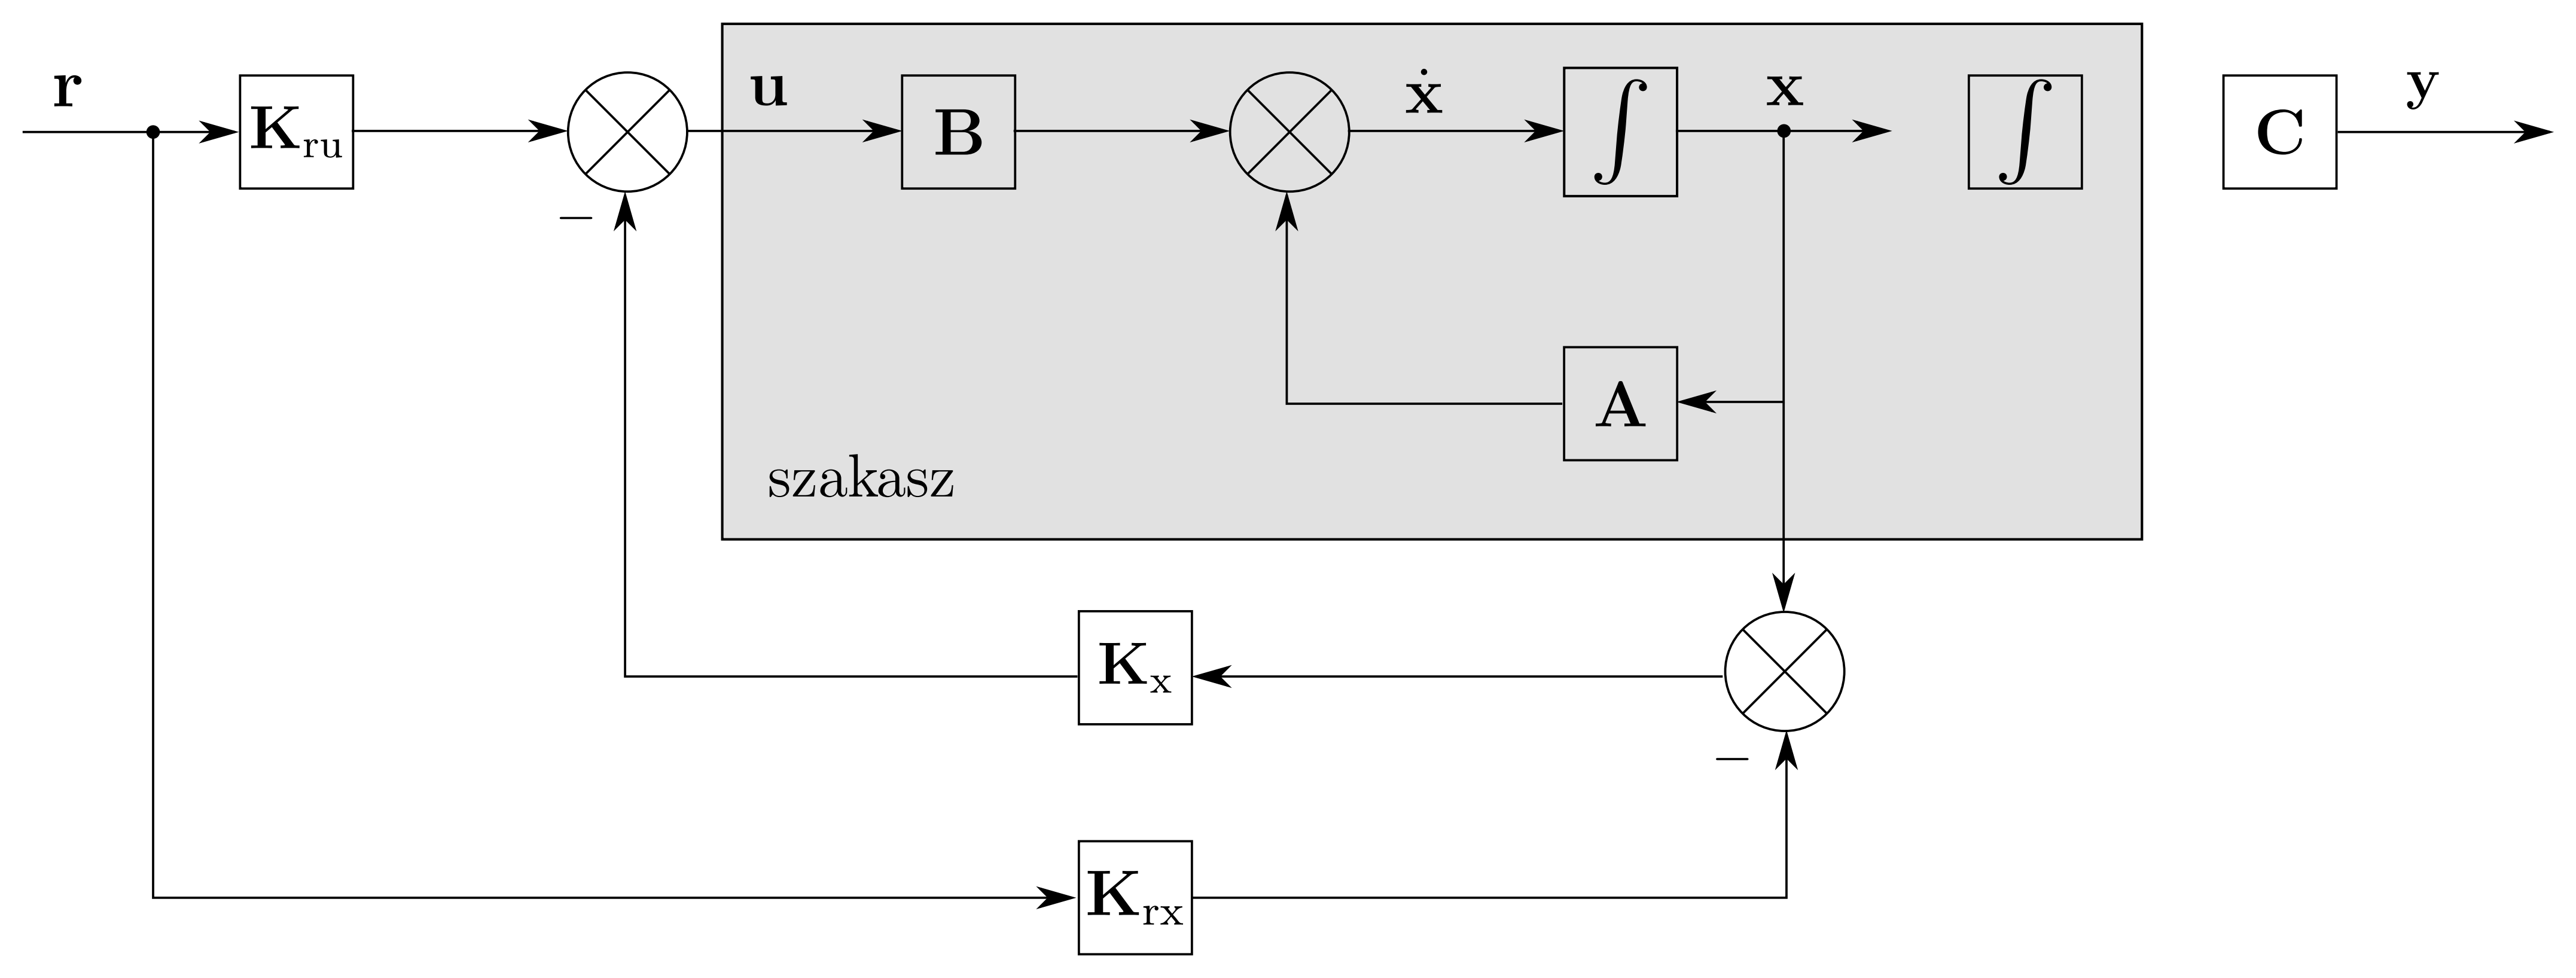 r
K_ru
−
u
B
ẋ
∫
x
∫
C
y
A
szakasz
K_x
−
K_rx